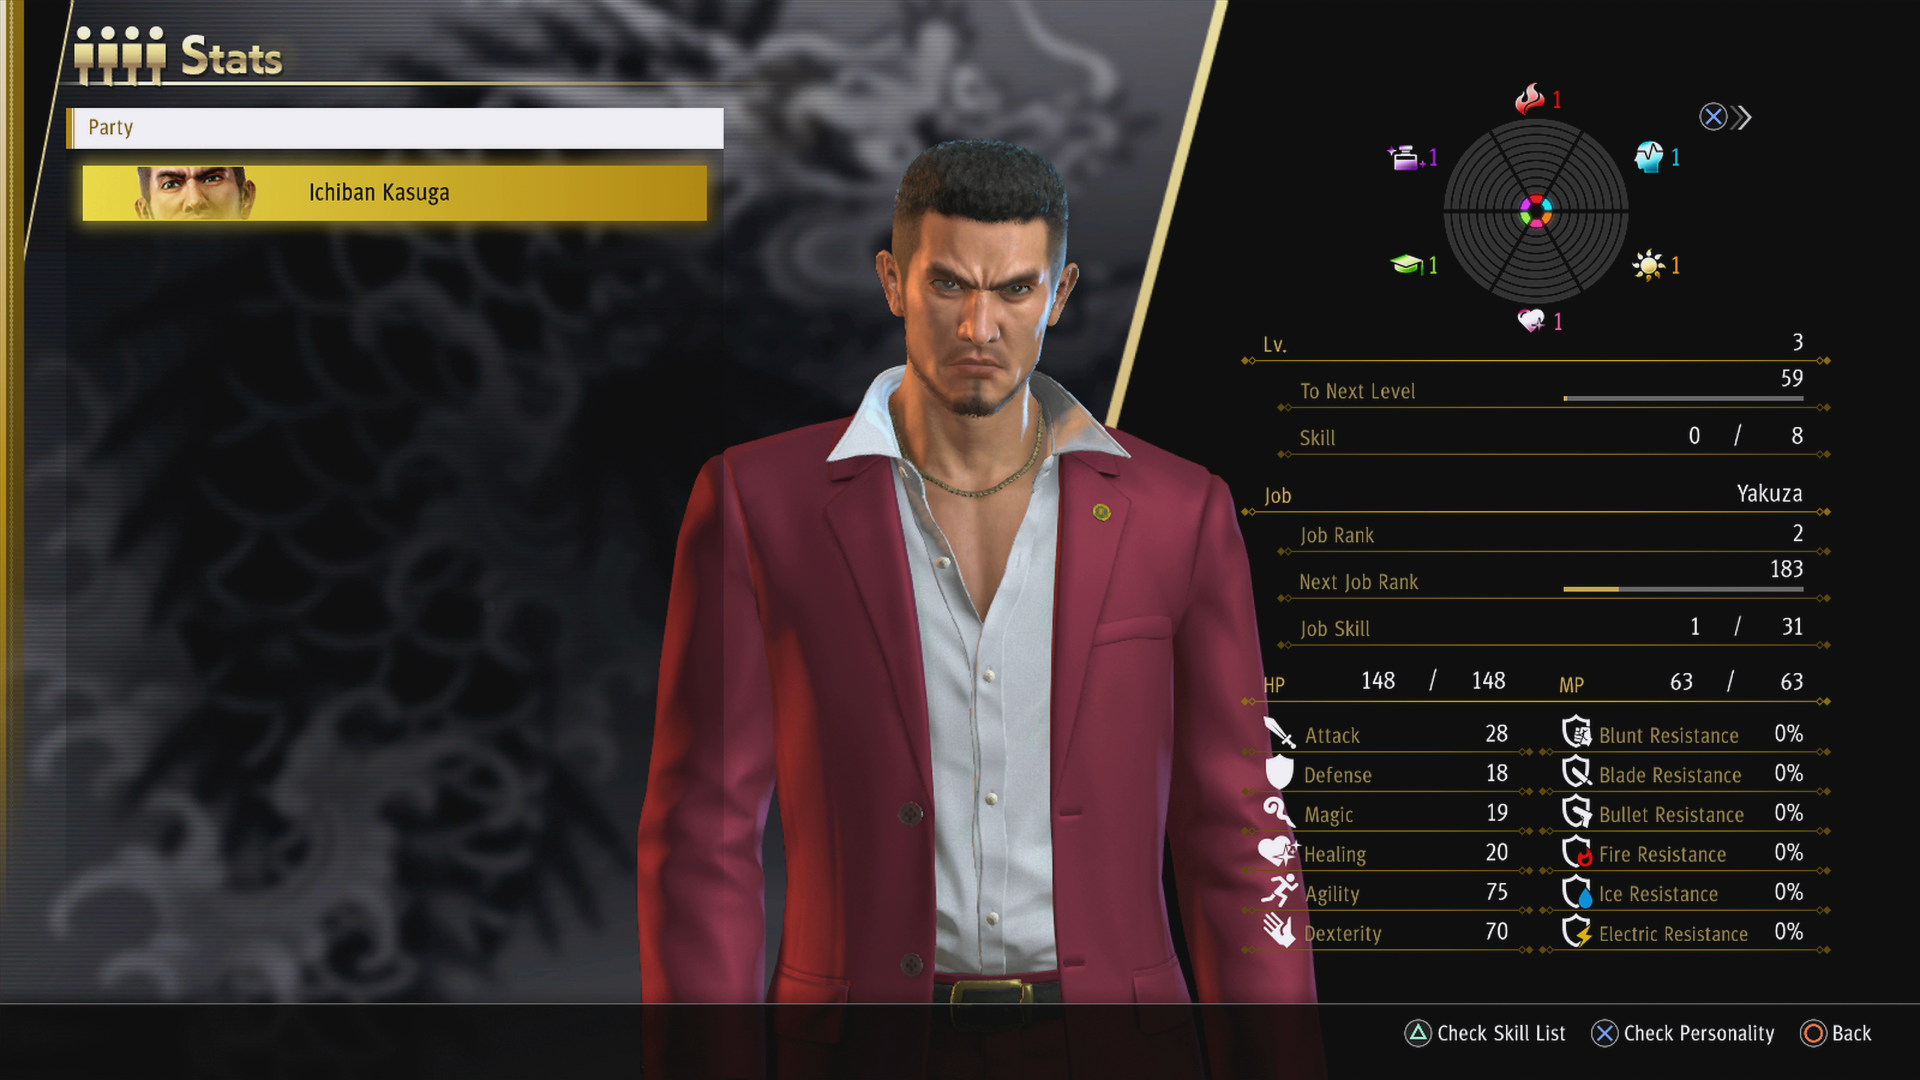 Stats
Party
Ichiban Kasuga
1
1 1
1 1
1
Lv. 3
To Next Level 59
Skill 0 / 8
Job Yakuza
Job Rank 2
Next Job Rank 183
Job Skill 1 / 31
HP 148 / 148 MP 63 / 63
Attack 28 Blunt Resistance 0%
Defense 18 Blade Resistance 0%
Magic 19 Bullet Resistance 0%
Healing 20 Fire Resistance 0%
Agility 75 Ice Resistance 0%
Dexterity 70 Electric Resistance 0%
Check Skill List Check Personality Back